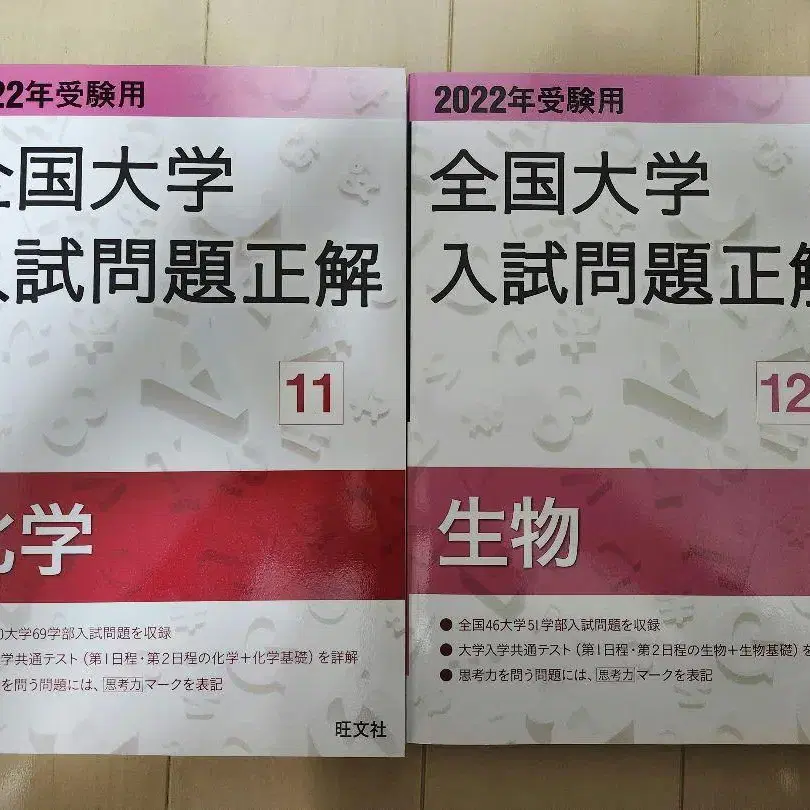 22年受験用
全国大学
入試問題正解
11
化学
0大学69学部入試問題を収録
学共通テスト（第1日程・第2日程の化学＋化学基礎）を詳解
を問う問題には、思考力マークを表記
旺文社
2022年受験用
全国大学
入試問題正解
12
生物
● 全国46大学51学部入試問題を収録
● 大学入学共通テスト（第1日程・第2日程の生物＋生物基礎）を
● 思考力を問う問題には、思考力マークを表記